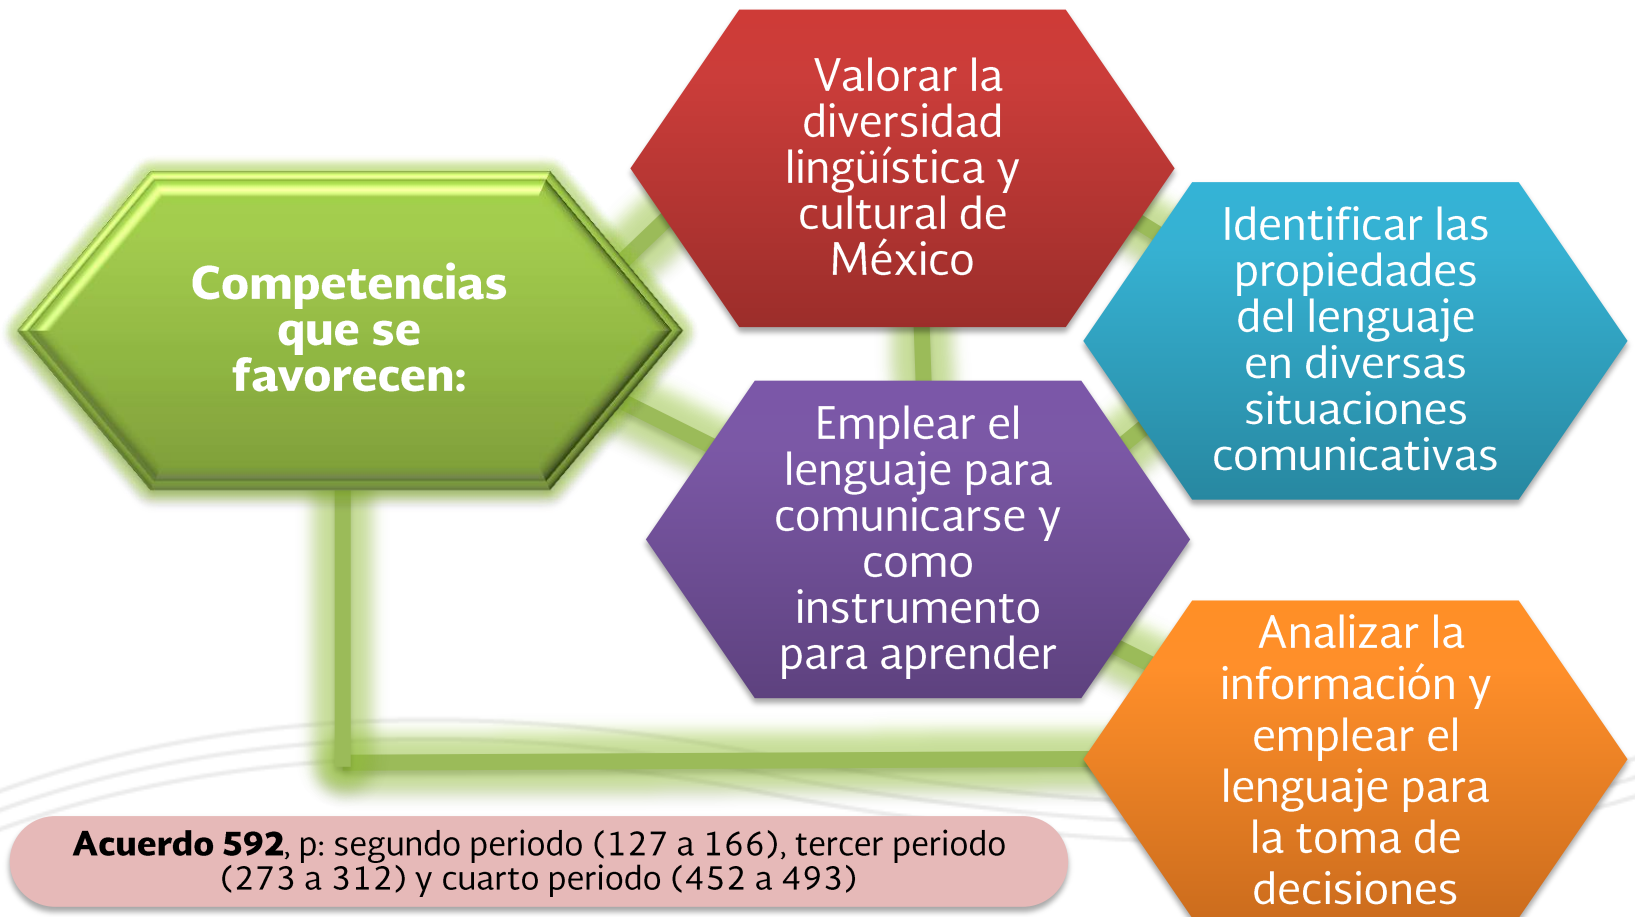 Competencias
que se
favorecen:
Valorar la
diversidad
lingüística y
cultural de
México
Identificar las
propiedades
del lenguaje
en diversas
situaciones
comunicativas
Emplear el
lenguaje para
comunicarse y
como
instrumento
para aprender
Analizar la
información y
emplear el
lenguaje para
la toma de
decisiones
Acuerdo 592, p: segundo periodo (127 a 166), tercer periodo
(273 a 312) y cuarto periodo (452 a 493)